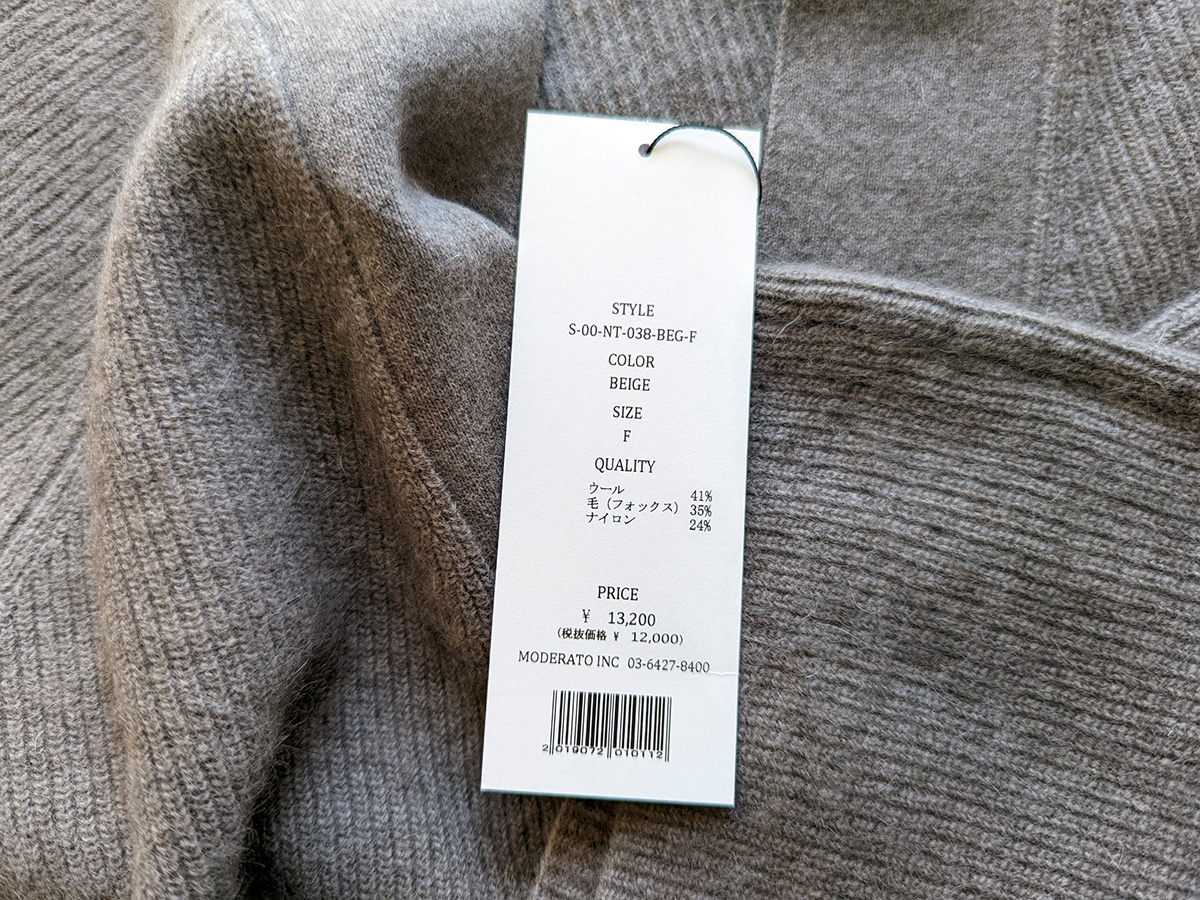 STYLE
S-00-NT-038-BEG-F
COLOR
BEIGE
SIZE
F
QUALITY
ウール 41%
毛（フォックス） 35%
ナイロン 24%
PRICE
¥ 13,200
(税抜価格 ¥ 12,000)
MODERATO INC 03-6427-8400
2 019072 010112